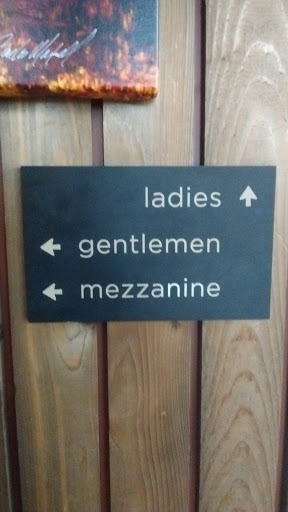 ladies ↑
← gentlemen
← mezzanine